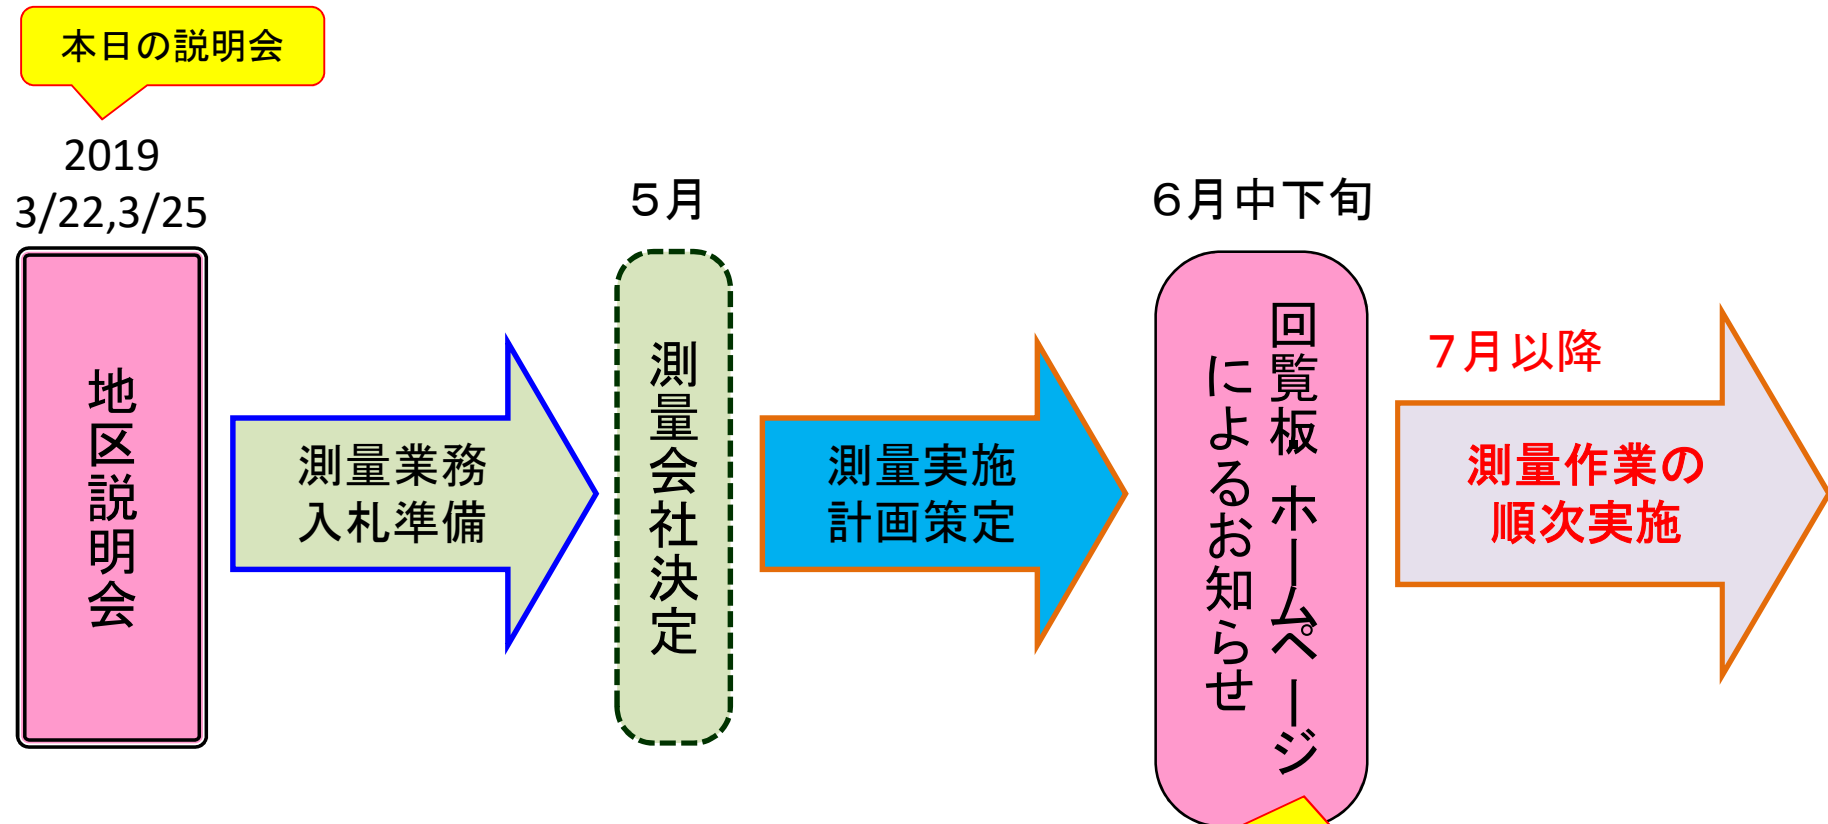 本日の説明会
2019
3/22,3/25
地区説明会
測量業務
入札準備
５月
測量会社決定
測量実施
計画策定
６月中下旬
回覧板 ホームページ
によるお知らせ
７月以降
測量作業の
順次実施